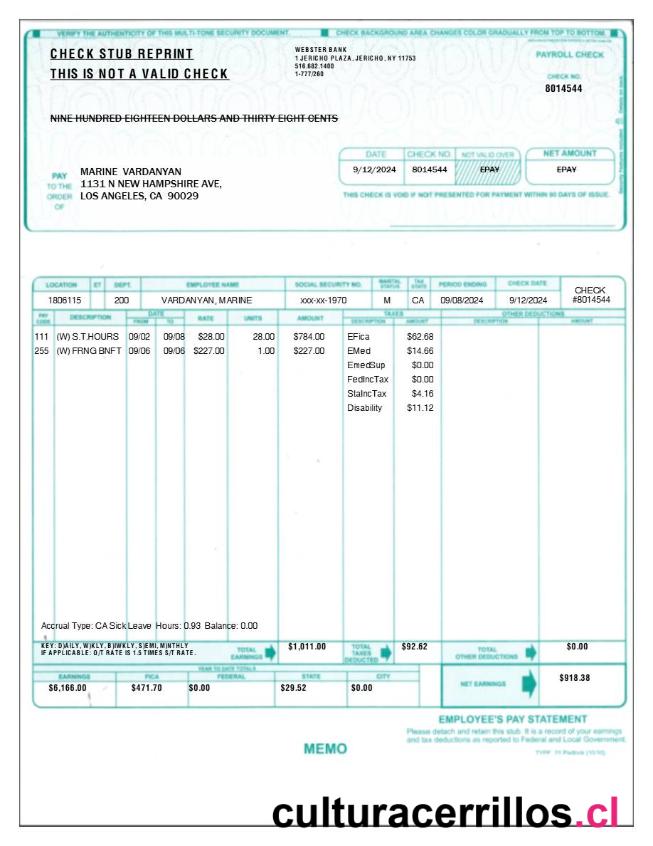 VERIFY THE AUTHENTICITY OF THIS MULTI-TONE SECURITY DOCUMENT. CHECK BACKGROUND AREA CHANGES COLOR GRADUALLY FROM TOP TO BOTTOM.
CHECK STUB REPRINT
THIS IS NOT A VALID CHECK
WEBSTER BANK
1 JERICHO PLAZA, JERICHO, NY 11753
516.682.1400
1-777/260
PAYROLL CHECK
CHECK NO.
8014544
NINE HUNDRED EIGHTEEN DOLLARS AND THIRTY EIGHT CENTS
DATE CHECK NO. NOT VALID OVER NET AMOUNT
9/12/2024 8014544 EPAY EPAY
PAY TO THE ORDER OF
MARINE VARDANYAN
1131 N NEW HAMPSHIRE AVE,
LOS ANGELES, CA 90029
THIS CHECK IS VOID IF NOT PRESENTED FOR PAYMENT WITHIN 90 DAYS OF ISSUE.
LOCATION ET DEPT. EMPLOYEE NAME SOCIAL SECURITY NO. MARITAL STATUS TAX STATE PERIOD ENDING CHECK DATE CHECK
1806115 200 VARDANYAN, MARINE xxx-xx-1970 M CA 09/08/2024 9/12/2024 #8014544
PAY CODE DESCRIPTION DATE FROM TO RATE UNITS AMOUNT TAXES DESCRIPTION AMOUNT OTHER DEDUCTIONS DESCRIPTION AMOUNT
111 (W) S.T.HOURS 09/02 09/08 $28.00 28.00 $784.00 EFica $62.68
255 (W) FRNG BNFT 09/06 09/06 $227.00 1.00 $227.00 EMed $14.66
EmedSup $0.00
FedIncTax $0.00
StaIncTax $4.16
Disability $11.12
Accrual Type: CA Sick Leave Hours: 0.93 Balance: 0.00
KEY: D)AILY, W)KLY, B)IWKLY, S)EMI, M)NTHLY
IF APPLICABLE: O/T RATE IS 1.5 TIMES S/T RATE.
TOTAL EARNINGS $1,011.00 TOTAL TAXES DEDUCTED $92.62 TOTAL OTHER DEDUCTIONS $0.00
YEAR TO DATE TOTALS
EARNINGS FICA FEDERAL STATE CITY
$6,166.00 $471.70 $0.00 $29.52 $0.00
NET EARNINGS $918.38
EMPLOYEE'S PAY STATEMENT
Please detach and retain this stub. It is a record of your earnings
and tax deductions as reported to Federal and Local Government.
MEMO
culturacerrillos.cl